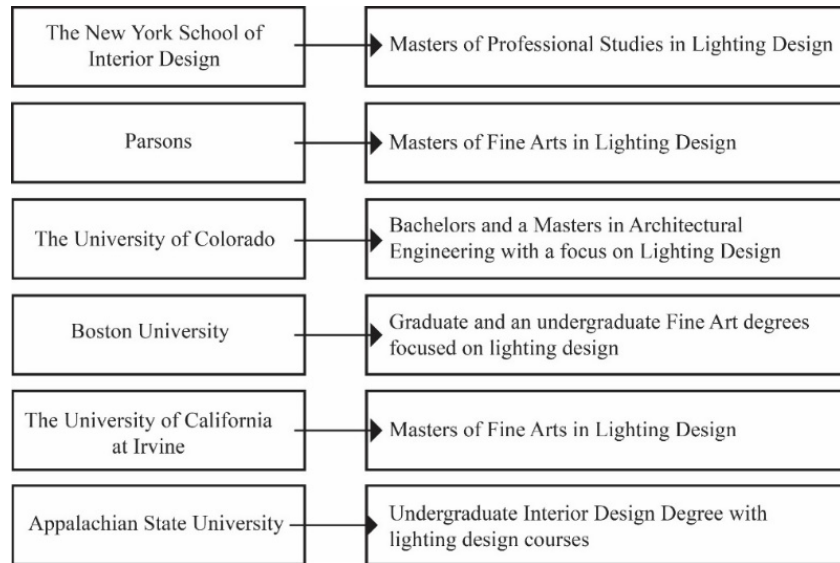 The New York School of
Interior Design
Masters of Professional Studies in Lighting Design
Parsons
Masters of Fine Arts in Lighting Design
The University of Colorado
Bachelors and a Masters in Architectural
Engineering with a focus on Lighting Design
Boston University
Graduate and an undergraduate Fine Art degrees
focused on lighting design
The University of California
at Irvine
Masters of Fine Arts in Lighting Design
Appalachian State University
Undergraduate Interior Design Degree with
lighting design courses